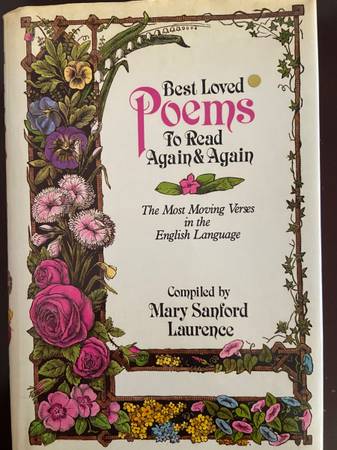 Best Loved
Poems
To Read
Again & Again
The Most Moving Verses
in the
English Language
Compiled by
Mary Sanford
Laurence